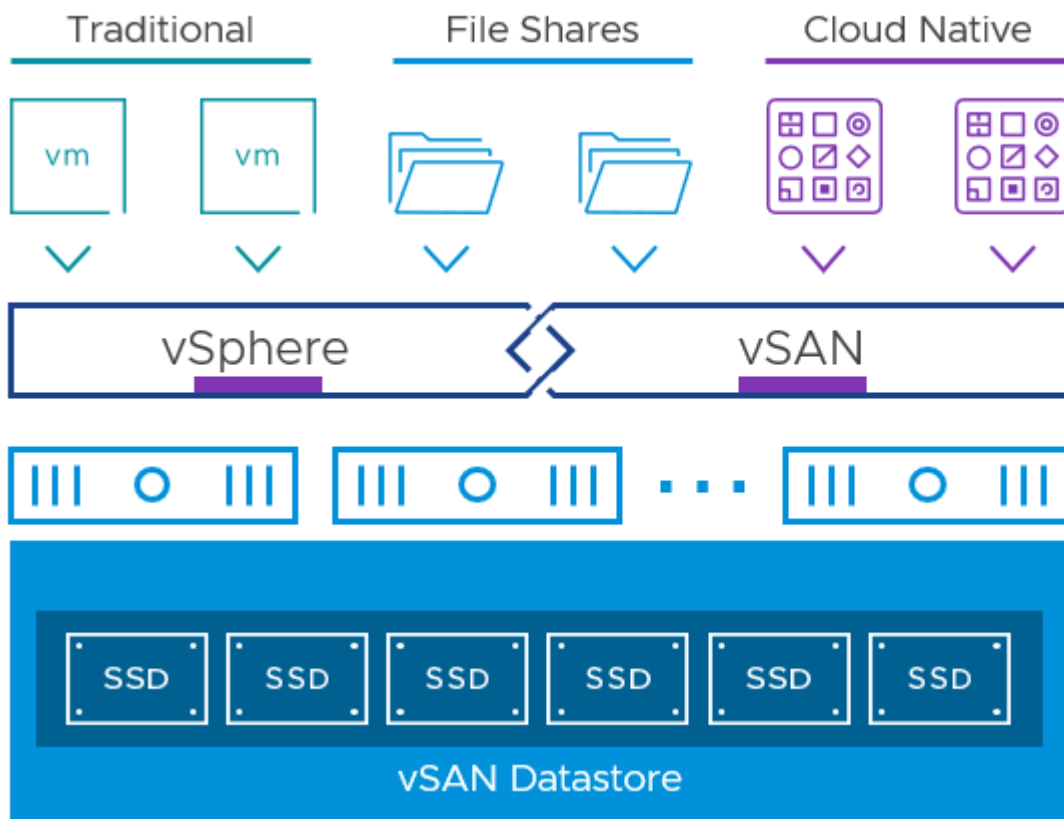 Traditional File Shares Cloud Native
vm vm
vSphere vSAN
SSD SSD SSD SSD SSD SSD
vSAN Datastore